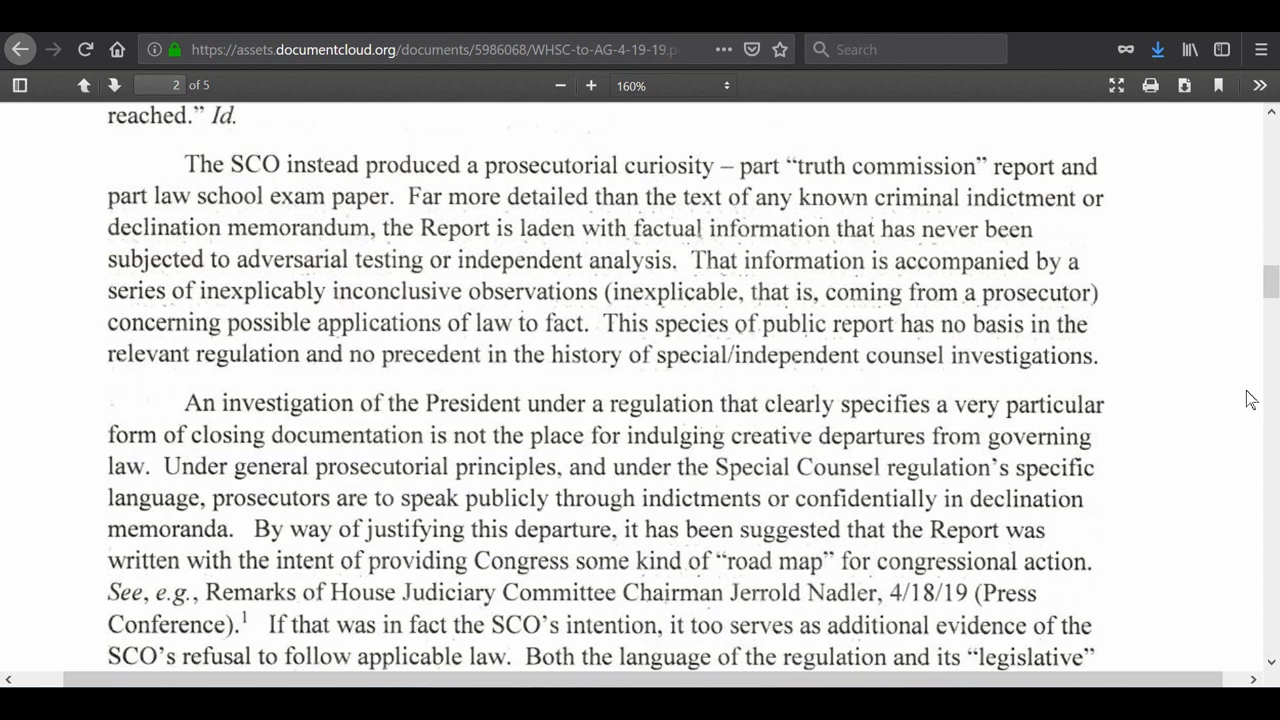 https://assets.documentcloud.org/documents/5986068/WHSC-to-AG-4-19-19.p
Search
2 of 5
160%
reached.” Id.
The SCO instead produced a prosecutorial curiosity – part “truth commission” report and
part law school exam paper. Far more detailed than the text of any known criminal indictment or
declination memorandum, the Report is laden with factual information that has never been
subjected to adversarial testing or independent analysis. That information is accompanied by a
series of inexplicably inconclusive observations (inexplicable, that is, coming from a prosecutor)
concerning possible applications of law to fact. This species of public report has no basis in the
relevant regulation and no precedent in the history of special/independent counsel investigations.
An investigation of the President under a regulation that clearly specifies a very particular
form of closing documentation is not the place for indulging creative departures from governing
law. Under general prosecutorial principles, and under the Special Counsel regulation’s specific
language, prosecutors are to speak publicly through indictments or confidentially in declination
memoranda. By way of justifying this departure, it has been suggested that the Report was
written with the intent of providing Congress some kind of “road map” for congressional action.
See, e.g., Remarks of House Judiciary Committee Chairman Jerrold Nadler, 4/18/19 (Press
Conference).1 If that was in fact the SCO’s intention, it too serves as additional evidence of the
SCO’s refusal to follow applicable law. Both the language of the regulation and its “legislative”